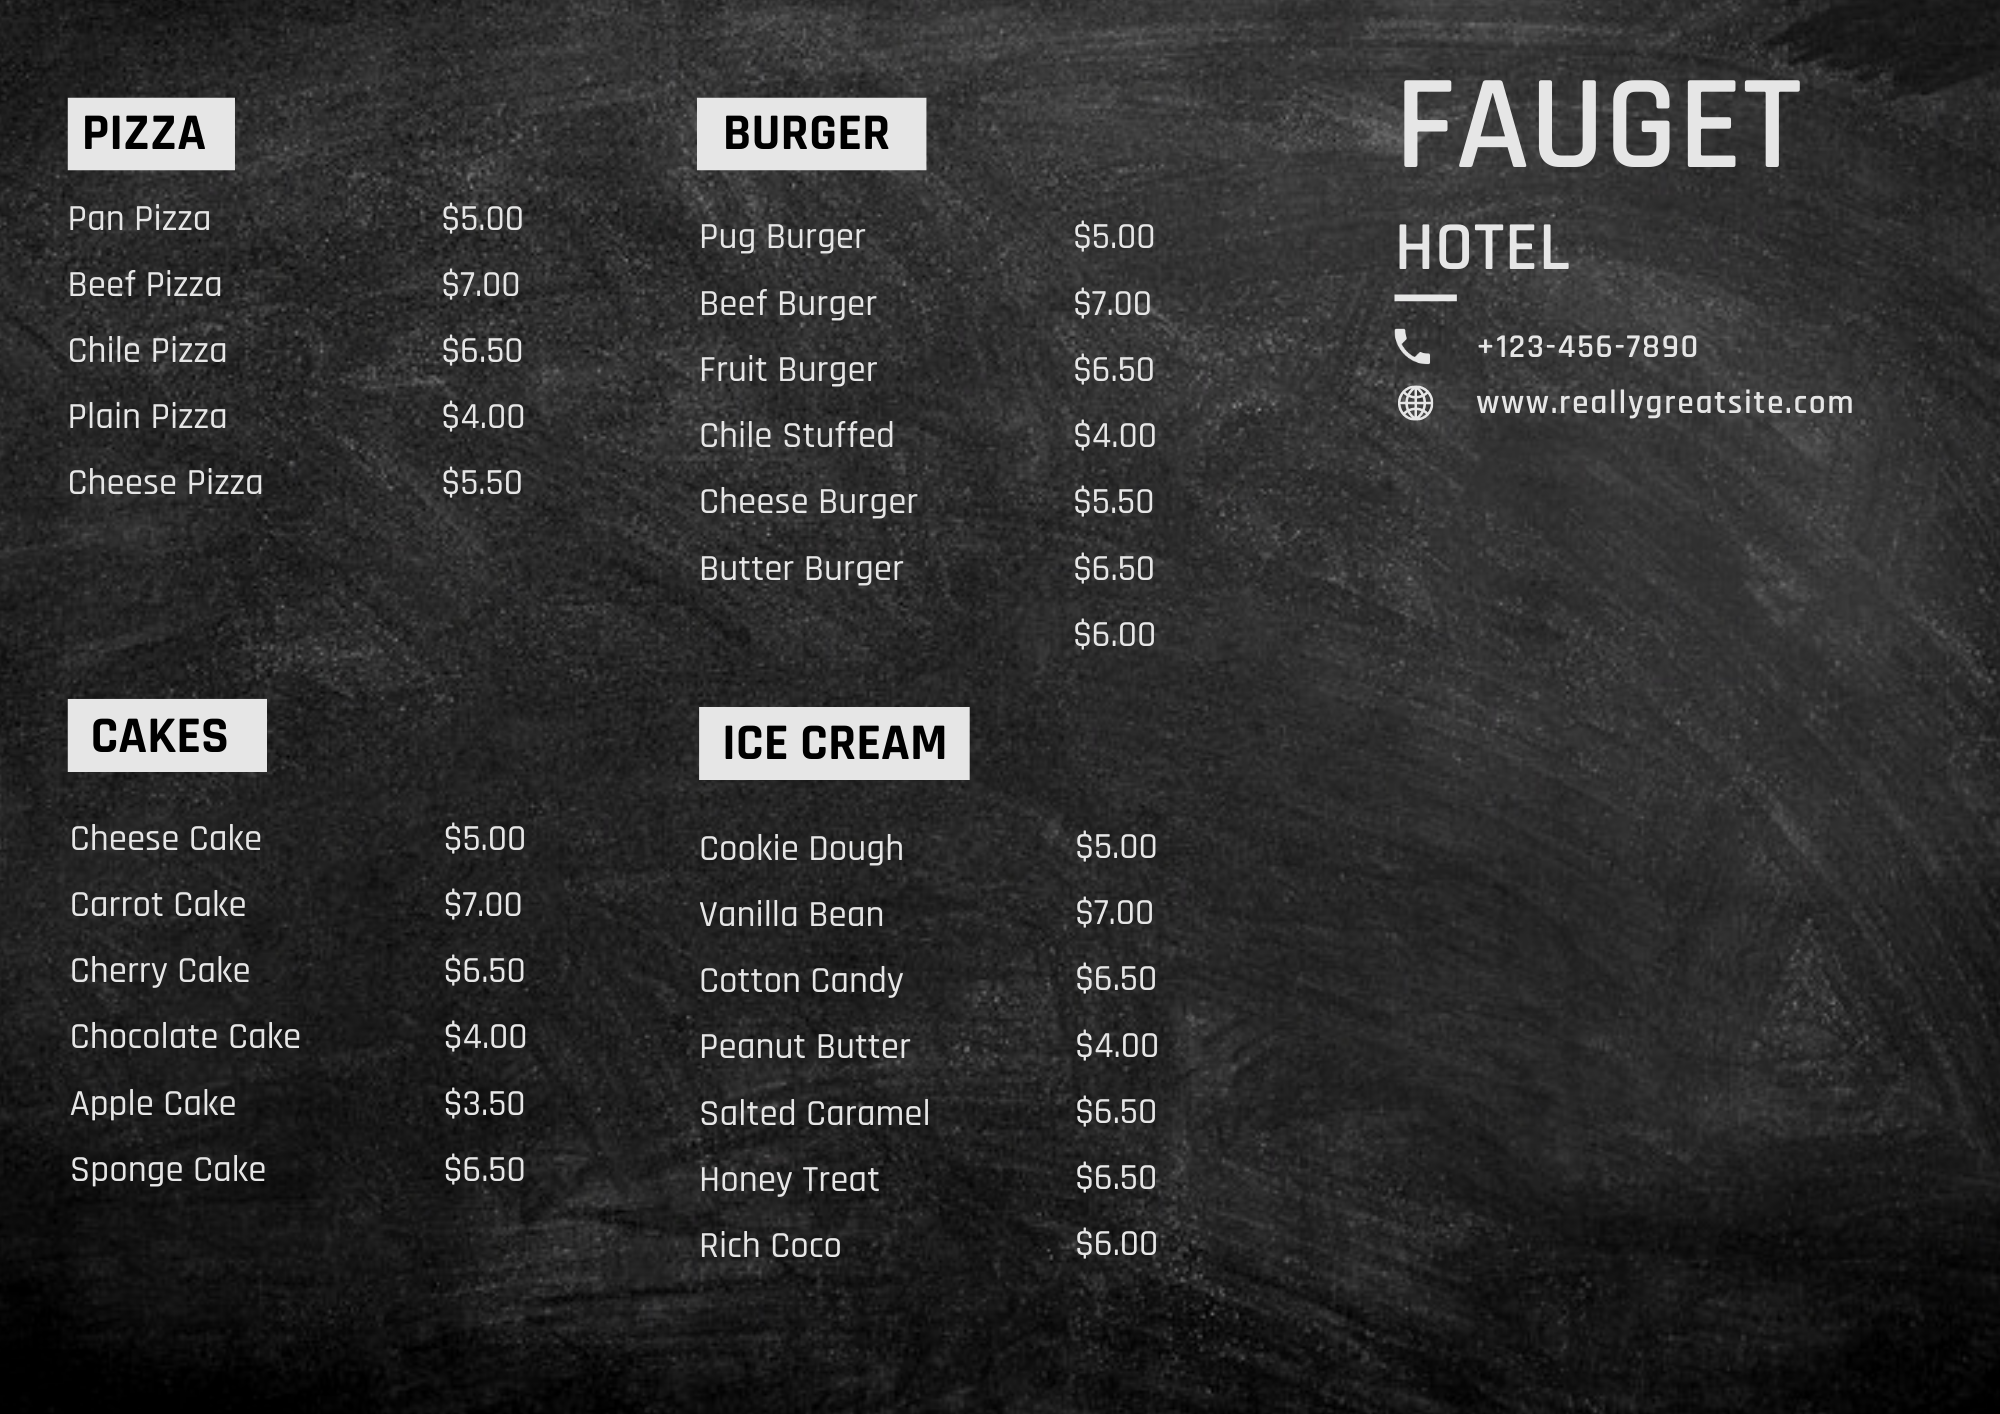 PIZZA
Pan Pizza $5.00
Beef Pizza $7.00
Chile Pizza $6.50
Plain Pizza $4.00
Cheese Pizza $5.50
CAKES
Cheese Cake $5.00
Carrot Cake $7.00
Cherry Cake $6.50
Chocolate Cake $4.00
Apple Cake $3.50
Sponge Cake $6.50
BURGER
Pug Burger $5.00
Beef Burger $7.00
Fruit Burger $6.50
Chile Stuffed $4.00
Cheese Burger $5.50
Butter Burger $6.50
$6.00
ICE CREAM
Cookie Dough $5.00
Vanilla Bean $7.00
Cotton Candy $6.50
Peanut Butter $4.00
Salted Caramel $6.50
Honey Treat $6.50
Rich Coco $6.00
FAUGET
HOTEL
+123-456-7890
www.reallygreatsite.com